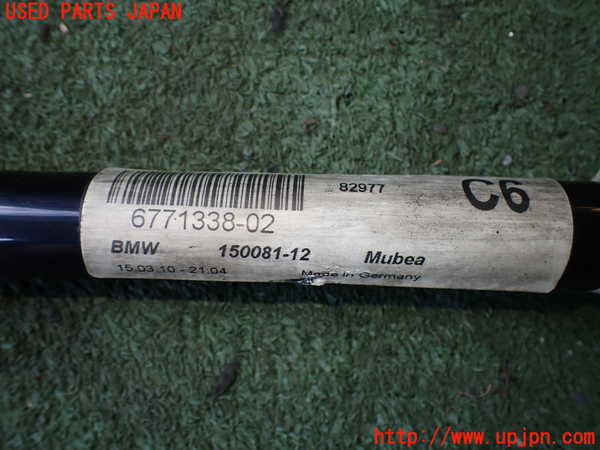 USED PARTS JAPAN
82977 C6
6771338-02
BMW 150081-12 Mubea
15.03.10 - 21:04 Made in Germany
http://www.upjpn.com/